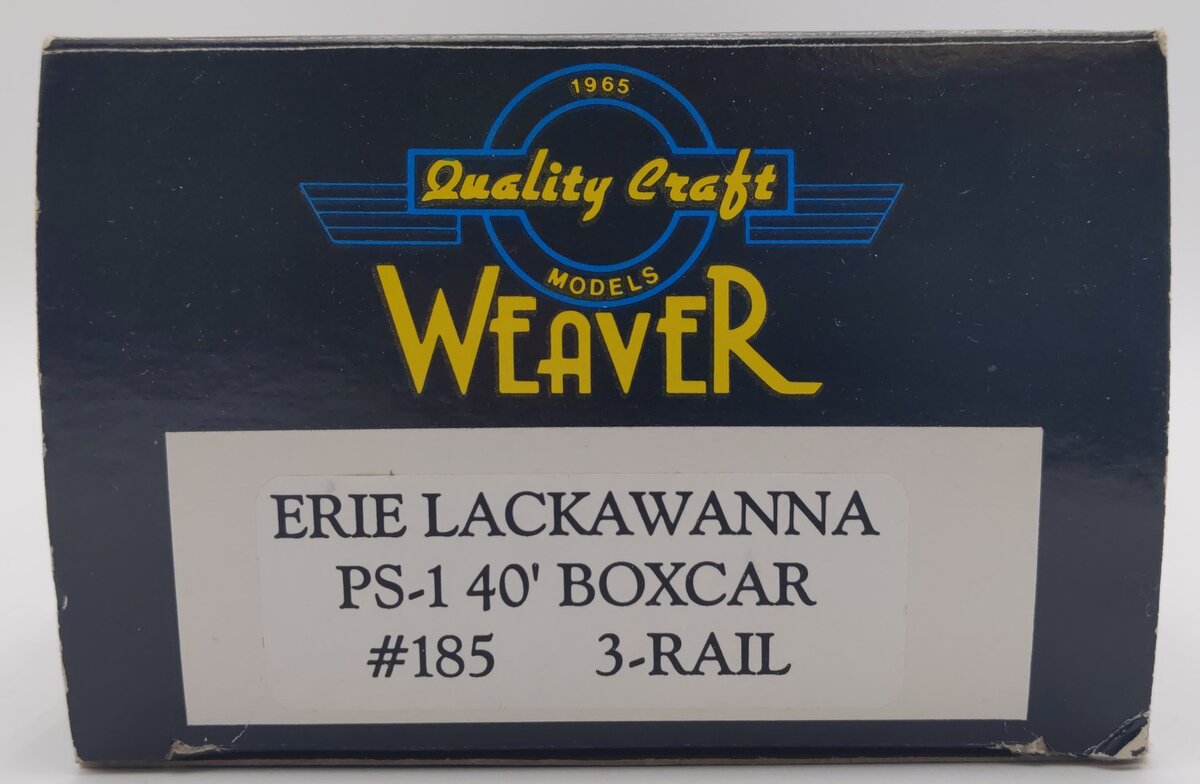 1965
Quality Craft
MODELS
WEAVER
ERIE LACKAWANNA
PS-1 40' BOXCAR
#185 3-RAIL